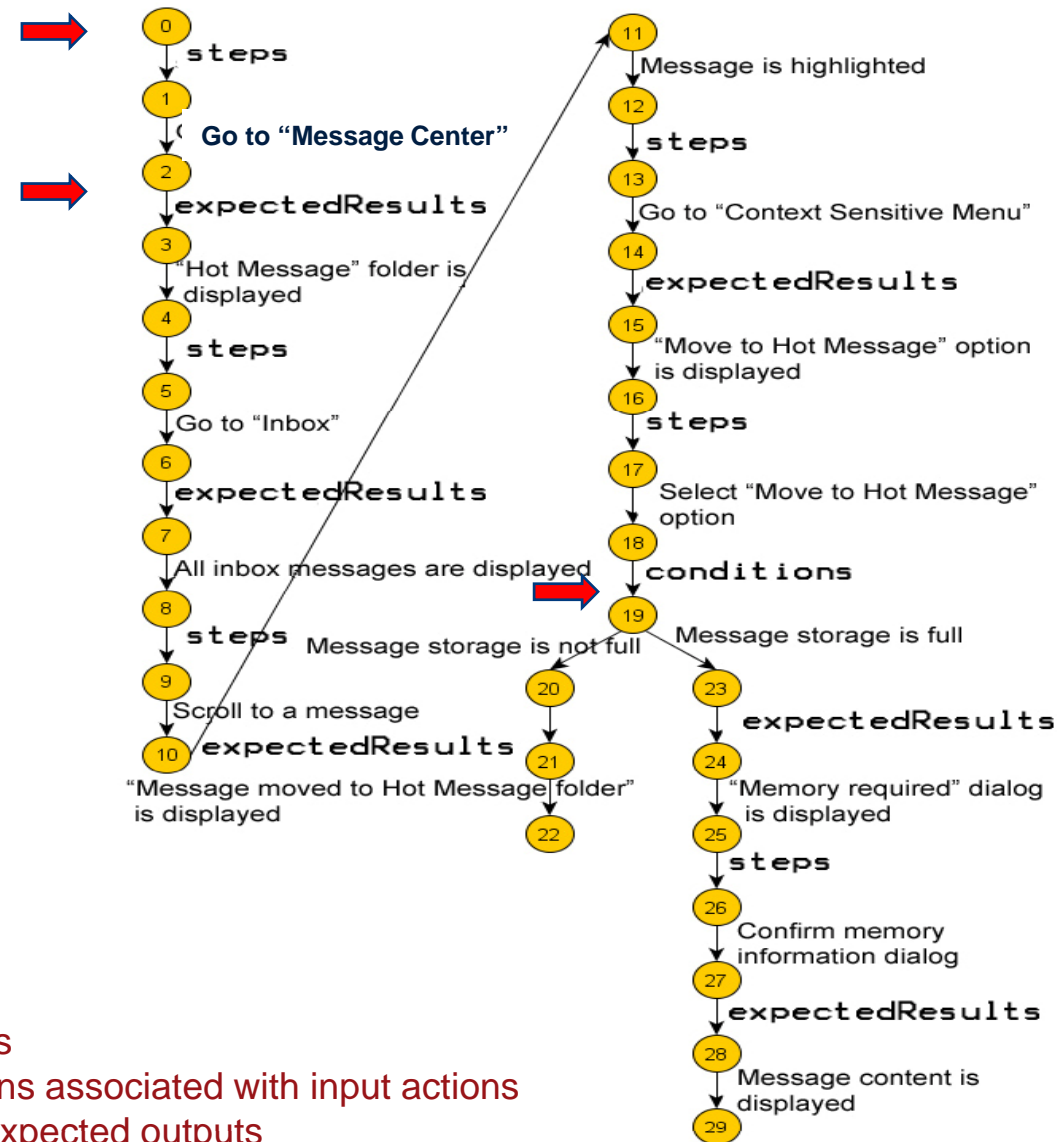 0
steps
1
Go to “Message Center”
2
expectedResults
3
“Hot Message” folder is
displayed
4
steps
5
Go to “Inbox”
6
expectedResults
7
All inbox messages are displayed
8
steps
9
Scroll to a message
10
expectedResults
11
Message is highlighted
12
steps
13
Go to “Context Sensitive Menu”
14
expectedResults
15
“Move to Hot Message” option
is displayed
16
steps
17
Select “Move to Hot Message”
option
18
conditions
19
Message storage is not full
20
21
“Message moved to Hot Message folder”
is displayed
22
Message storage is full
23
expectedResults
24
“Memory required” dialog
is displayed
25
steps
26
Confirm memory
information dialog
27
expectedResults
28
Message content is
displayed
29
s
ns associated with input actions
xpected outputs